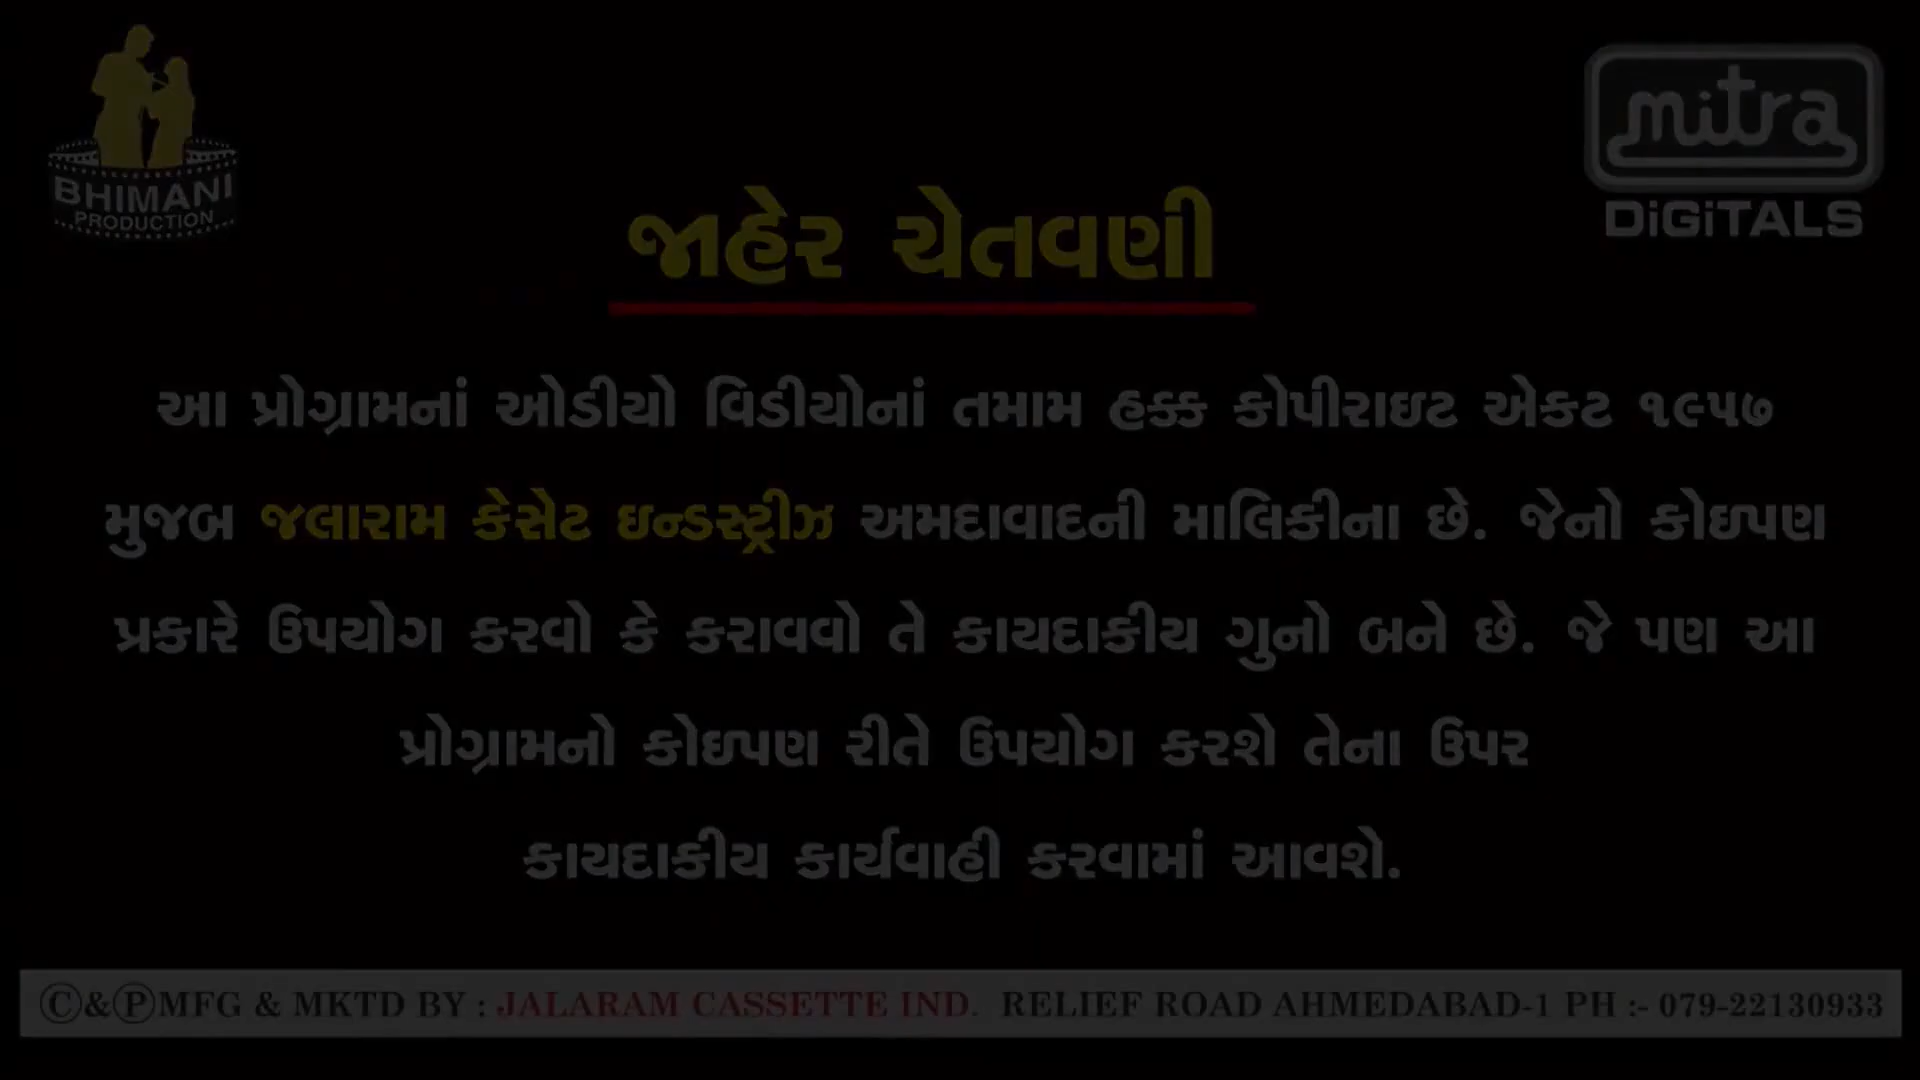 BHIMANI
PRODUCTION
mitra
DiGiTALS
જાહેર ચેતવણી
આ પ્રોગ્રામનાં ઓડીયો વિડીયોનાં તમામ હક્ક કોપીરાઇટ એકટ ૧૯૫૭
મુજબ જલારામ કેસેટ ઇન્ડસ્ટ્રીઝ અમદાવાદની માલિકીના છે. જેનો કોઇપણ
પ્રકારે ઉપયોગ કરવો કે કરાવવો તે કાયદાકીય ગુનો બને છે. જે પણ આ
પ્રોગ્રામનો કોઇપણ રીતે ઉપયોગ કરશે તેના ઉપર
કાયદાકીય કાર્યવાહી કરવામાં આવશે.
Ⓒ&ⓅMFG & MKTD BY : JALARAM CASSETTE IND. RELIEF ROAD AHMEDABAD-1 PH :- 079-22130933